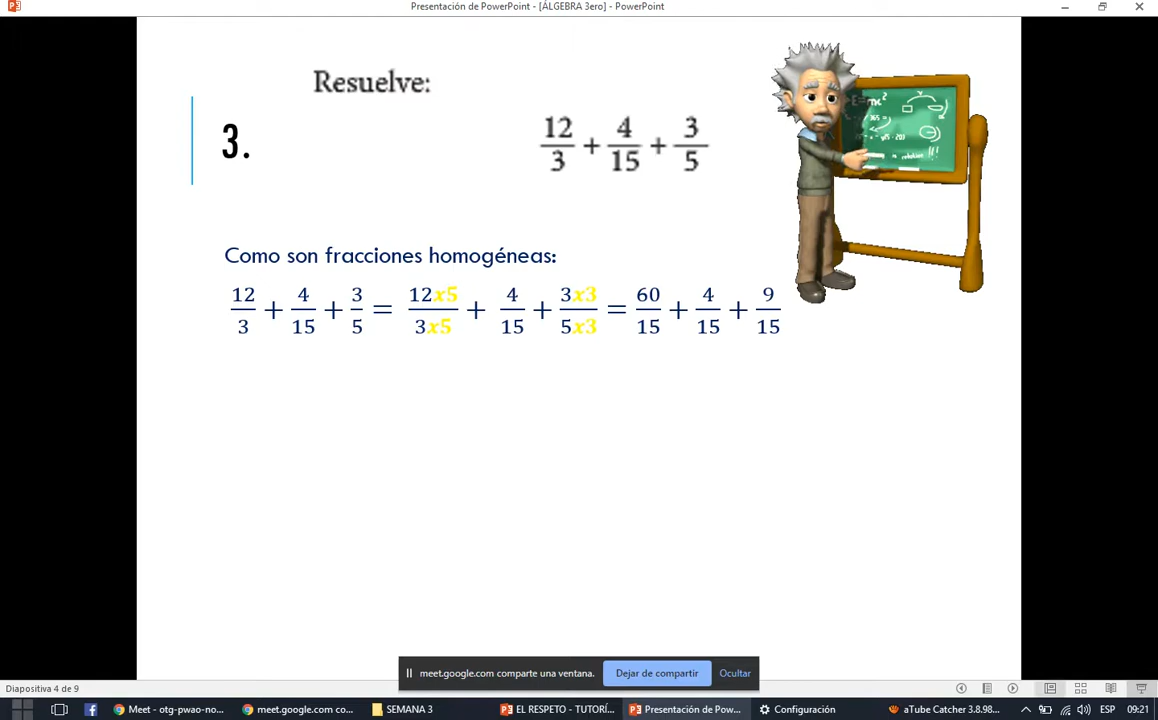 Presentación de PowerPoint - [ÁLGEBRA 3ero] - PowerPoint
Resuelve:
3.
12/3 + 4/15 + 3/5
Como son fracciones homogéneas:
12/3 + 4/15 + 3/5 = 12x5/3x5 + 4/15 + 3x3/5x3 = 60/15 + 4/15 + 9/15
meet.google.com comparte una ventana.
Dejar de compartir
Ocultar
Diapositiva 4 de 9
Meet - otg-pwao-no...
meet.google.com co...
SEMANA 3
EL RESPETO - TUTORÍ...
Presentación de Pow...
Configuración
aTube Catcher 3.8.98...
ESP
09:21